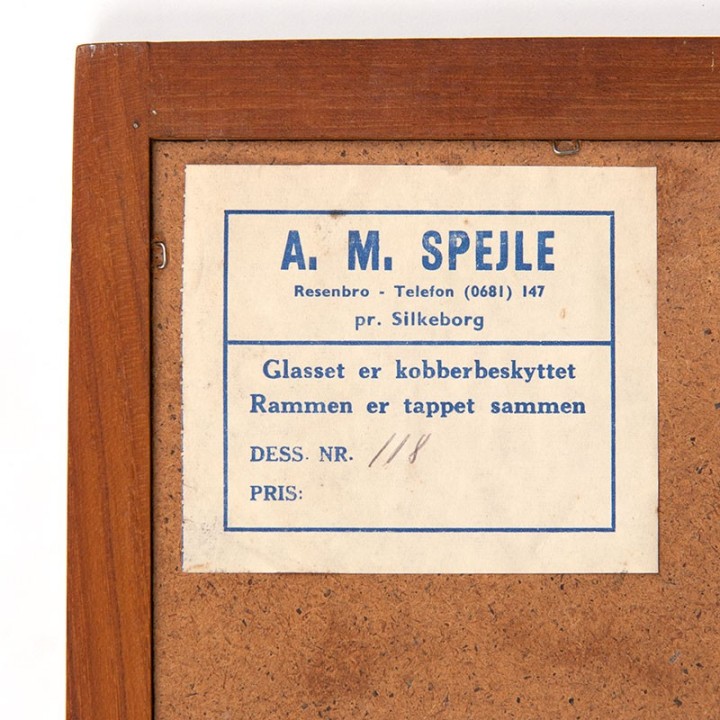 A. M. SPEJLE
Resenbro - Telefon (0681) 147
pr. Silkeborg
Glasset er kobberbeskyttet
Rammen er tappet sammen
DESS. NR. 118
PRIS: